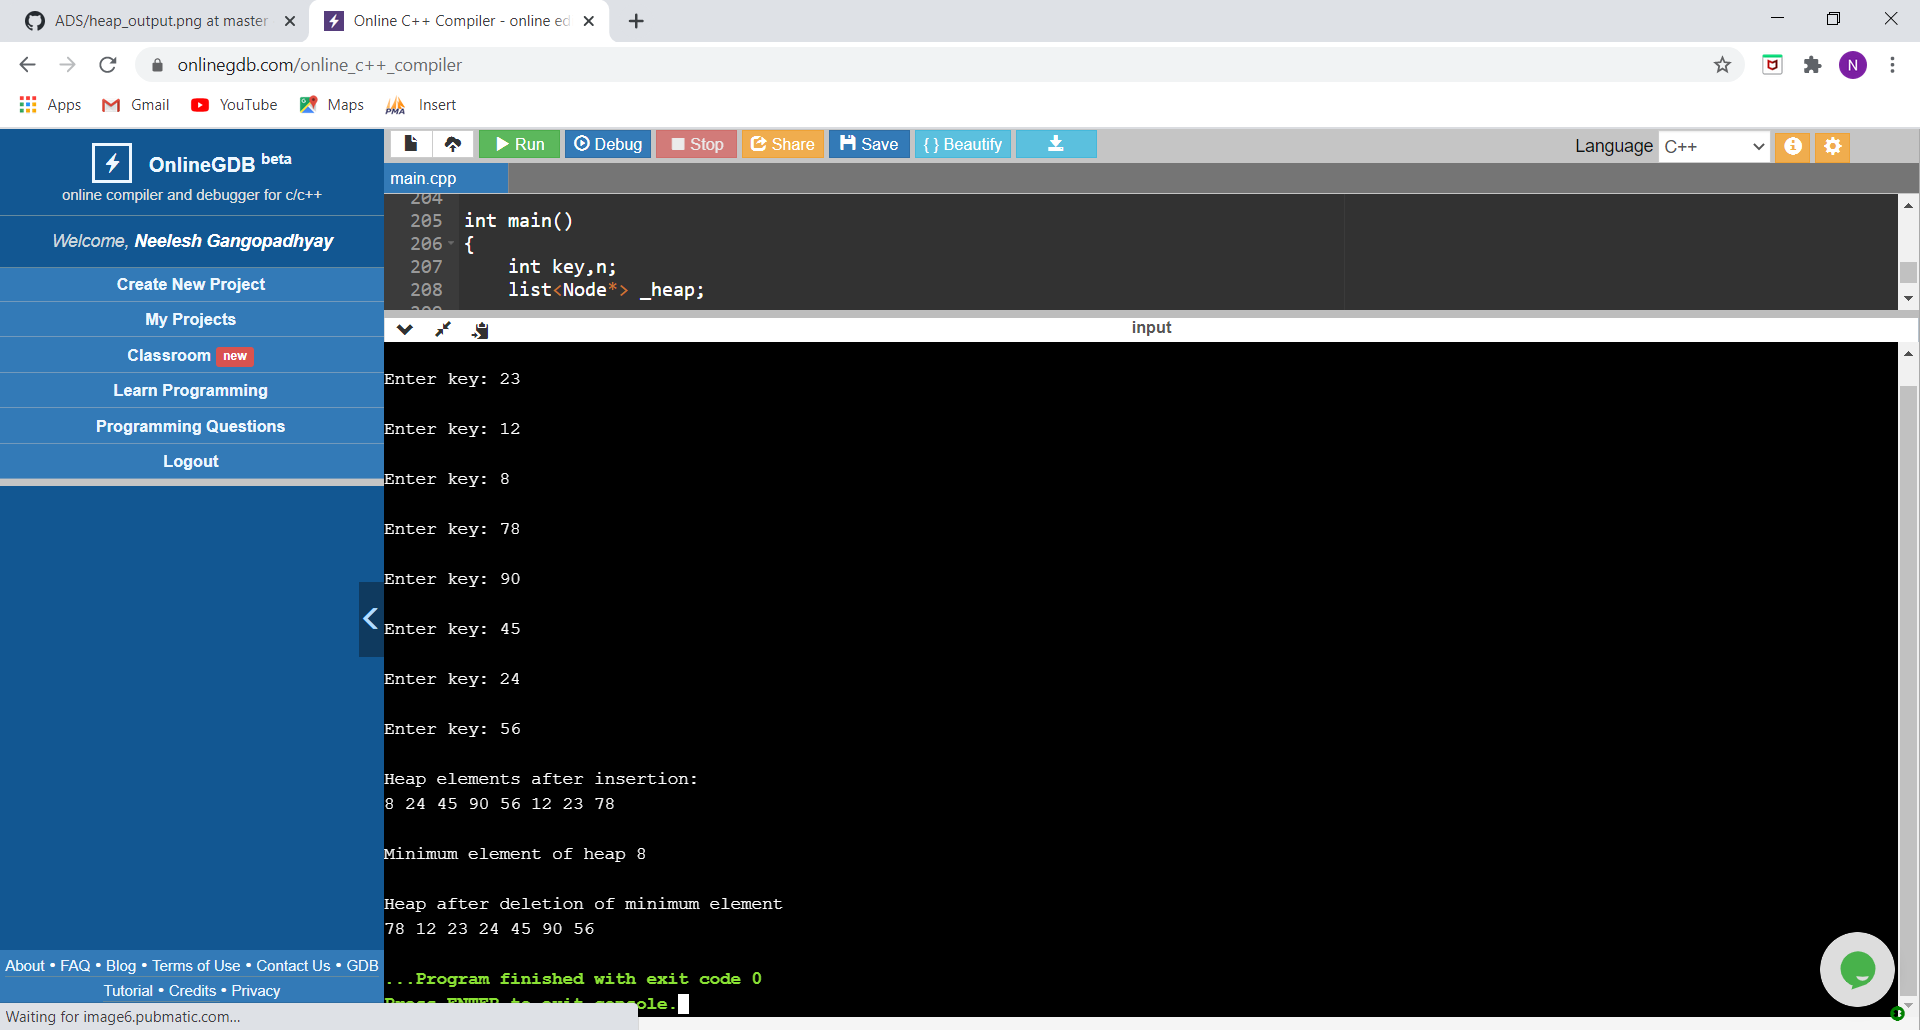 ADS/heap_output.png at master
Online C++ Compiler - online ed
onlinegdb.com/online_c++_compiler
N
Apps
Gmail
YouTube
Maps
PMA
Insert
OnlineGDB beta
online compiler and debugger for c/c++
Welcome, Neelesh Gangopadhyay
Create New Project
My Projects
Classroom new
Learn Programming
Programming Questions
Logout
About • FAQ • Blog • Terms of Use • Contact Us • GDB
Tutorial • Credits • Privacy
Waiting for image6.pubmatic.com...
Run
Debug
Stop
Share
Save
{ } Beautify
Language C++
main.cpp
204
205 int main()
206 {
207 int key,n;
208 list<Node*> _heap;
209
input
Enter key: 23
Enter key: 12
Enter key: 8
Enter key: 78
Enter key: 90
Enter key: 45
Enter key: 24
Enter key: 56
Heap elements after insertion:
8 24 45 90 56 12 23 78
Minimum element of heap 8
Heap after deletion of minimum element
78 12 23 24 45 90 56
...Program finished with exit code 0
Press ENTER to exit console.